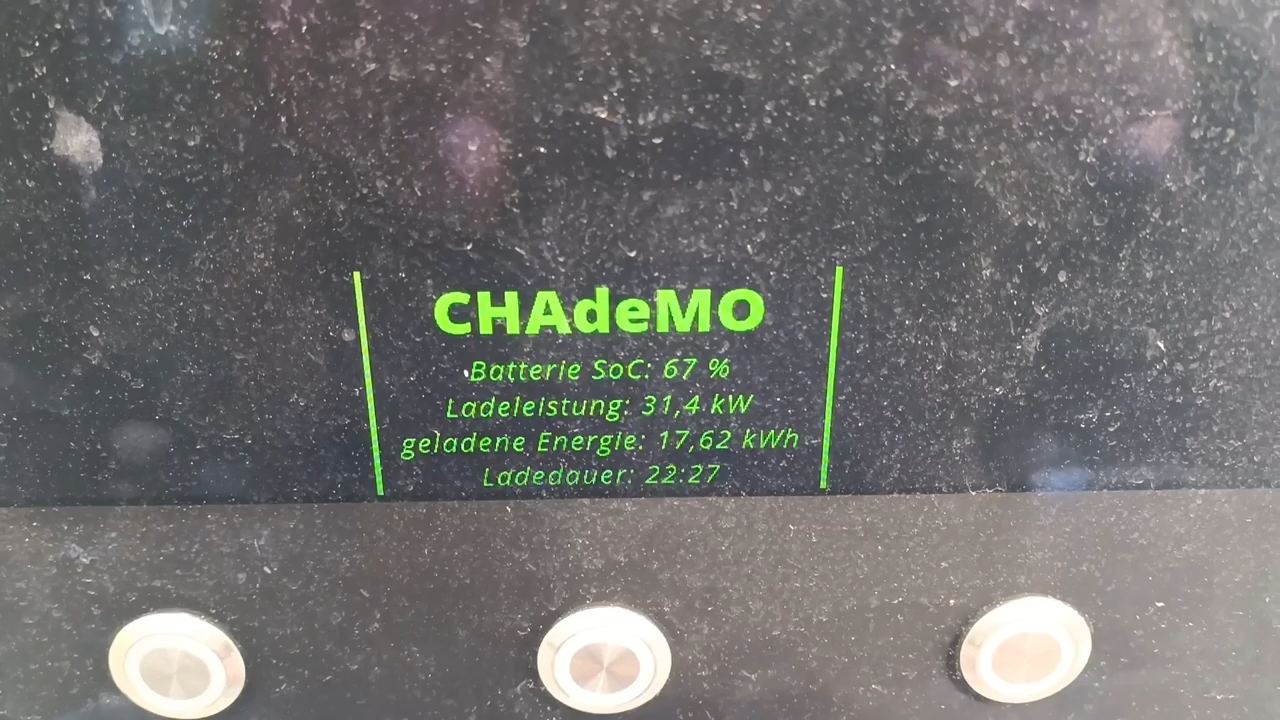 CHAdeMO
Batterie SoC: 67 %
Ladeleistung: 31,4 kW
geladene Energie: 17,62 kWh
Ladedauer: 22:27